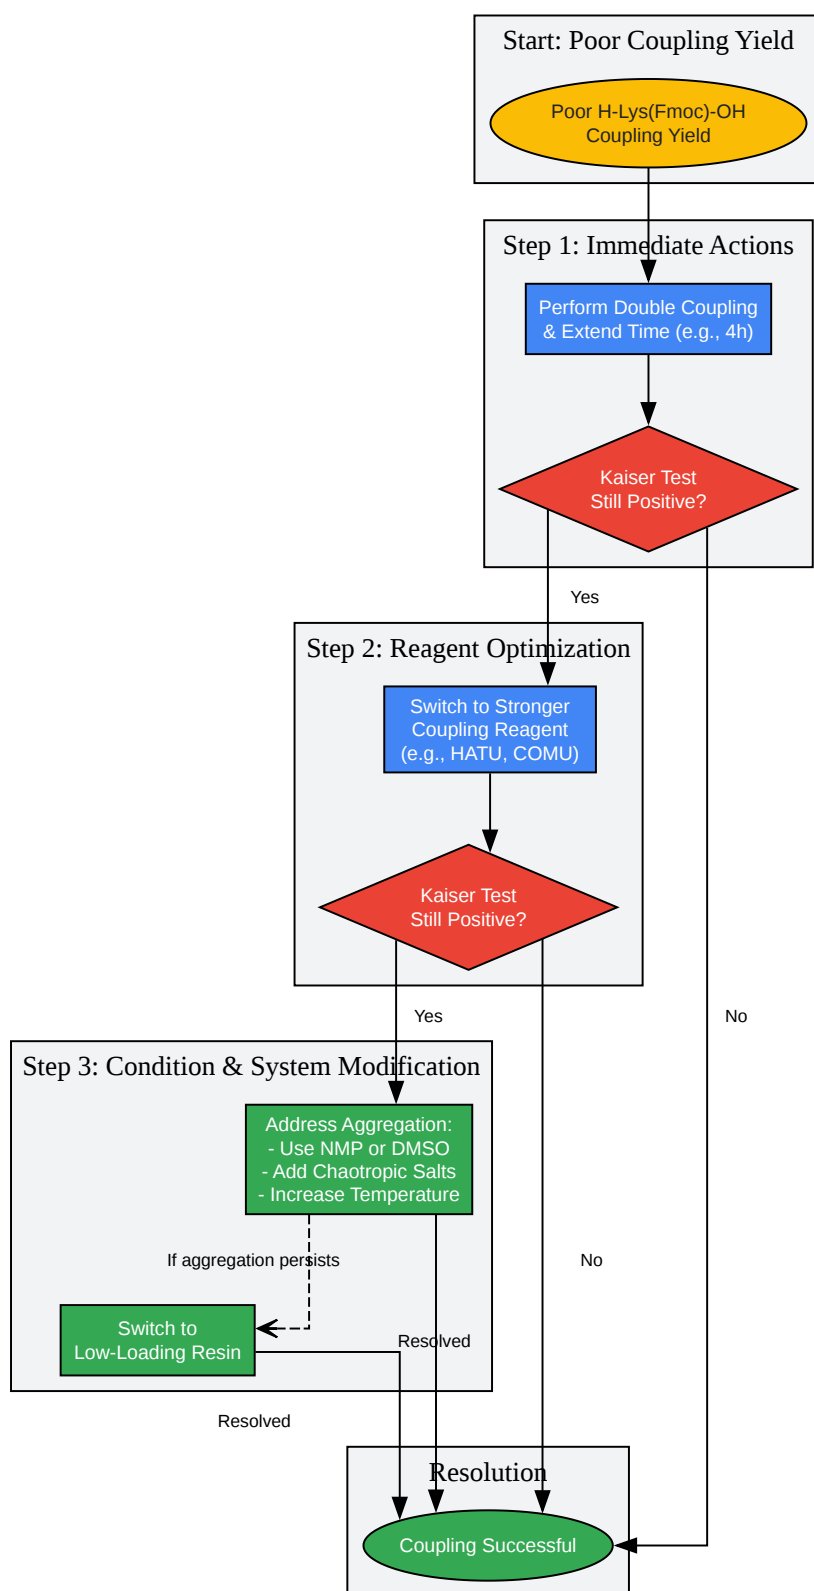 Start: Poor Coupling Yield
Poor H-Lys(Fmoc)-OH
Coupling Yield
Step 1: Immediate Actions
Perform Double Coupling
& Extend Time (e.g., 4h)
Kaiser Test
Still Positive?
Yes
Step 2: Reagent Optimization
Switch to Stronger
Coupling Reagent
(e.g., HATU, COMU)
Kaiser Test
Still Positive?
Yes
No
Step 3: Condition & System Modification
Address Aggregation:
- Use NMP or DMSO
- Add Chaotropic Salts
- Increase Temperature
If aggregation persists
No
Switch to
Low-Loading Resin
Resolved
Resolved
Resolution
Coupling Successful